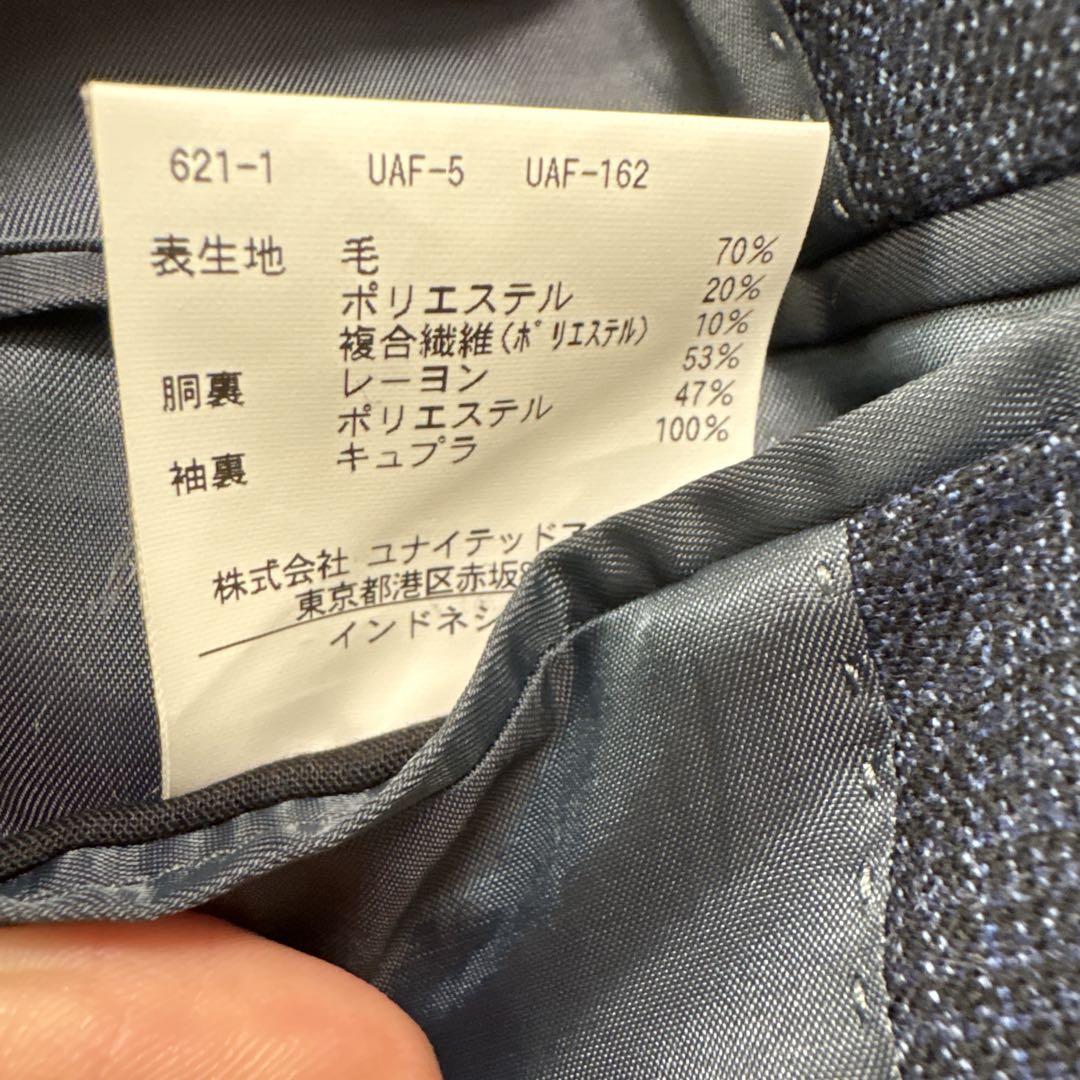 621-1 UAF-5 UAF-162
表生地 毛 70%
ポリエステル 20%
複合繊維(ポリエステル) 10%
胴裏 レーヨン 53%
ポリエステル 47%
袖裏 キュプラ 100%
株式会社 ユナイテッド
東京都港区赤坂
インドネシ